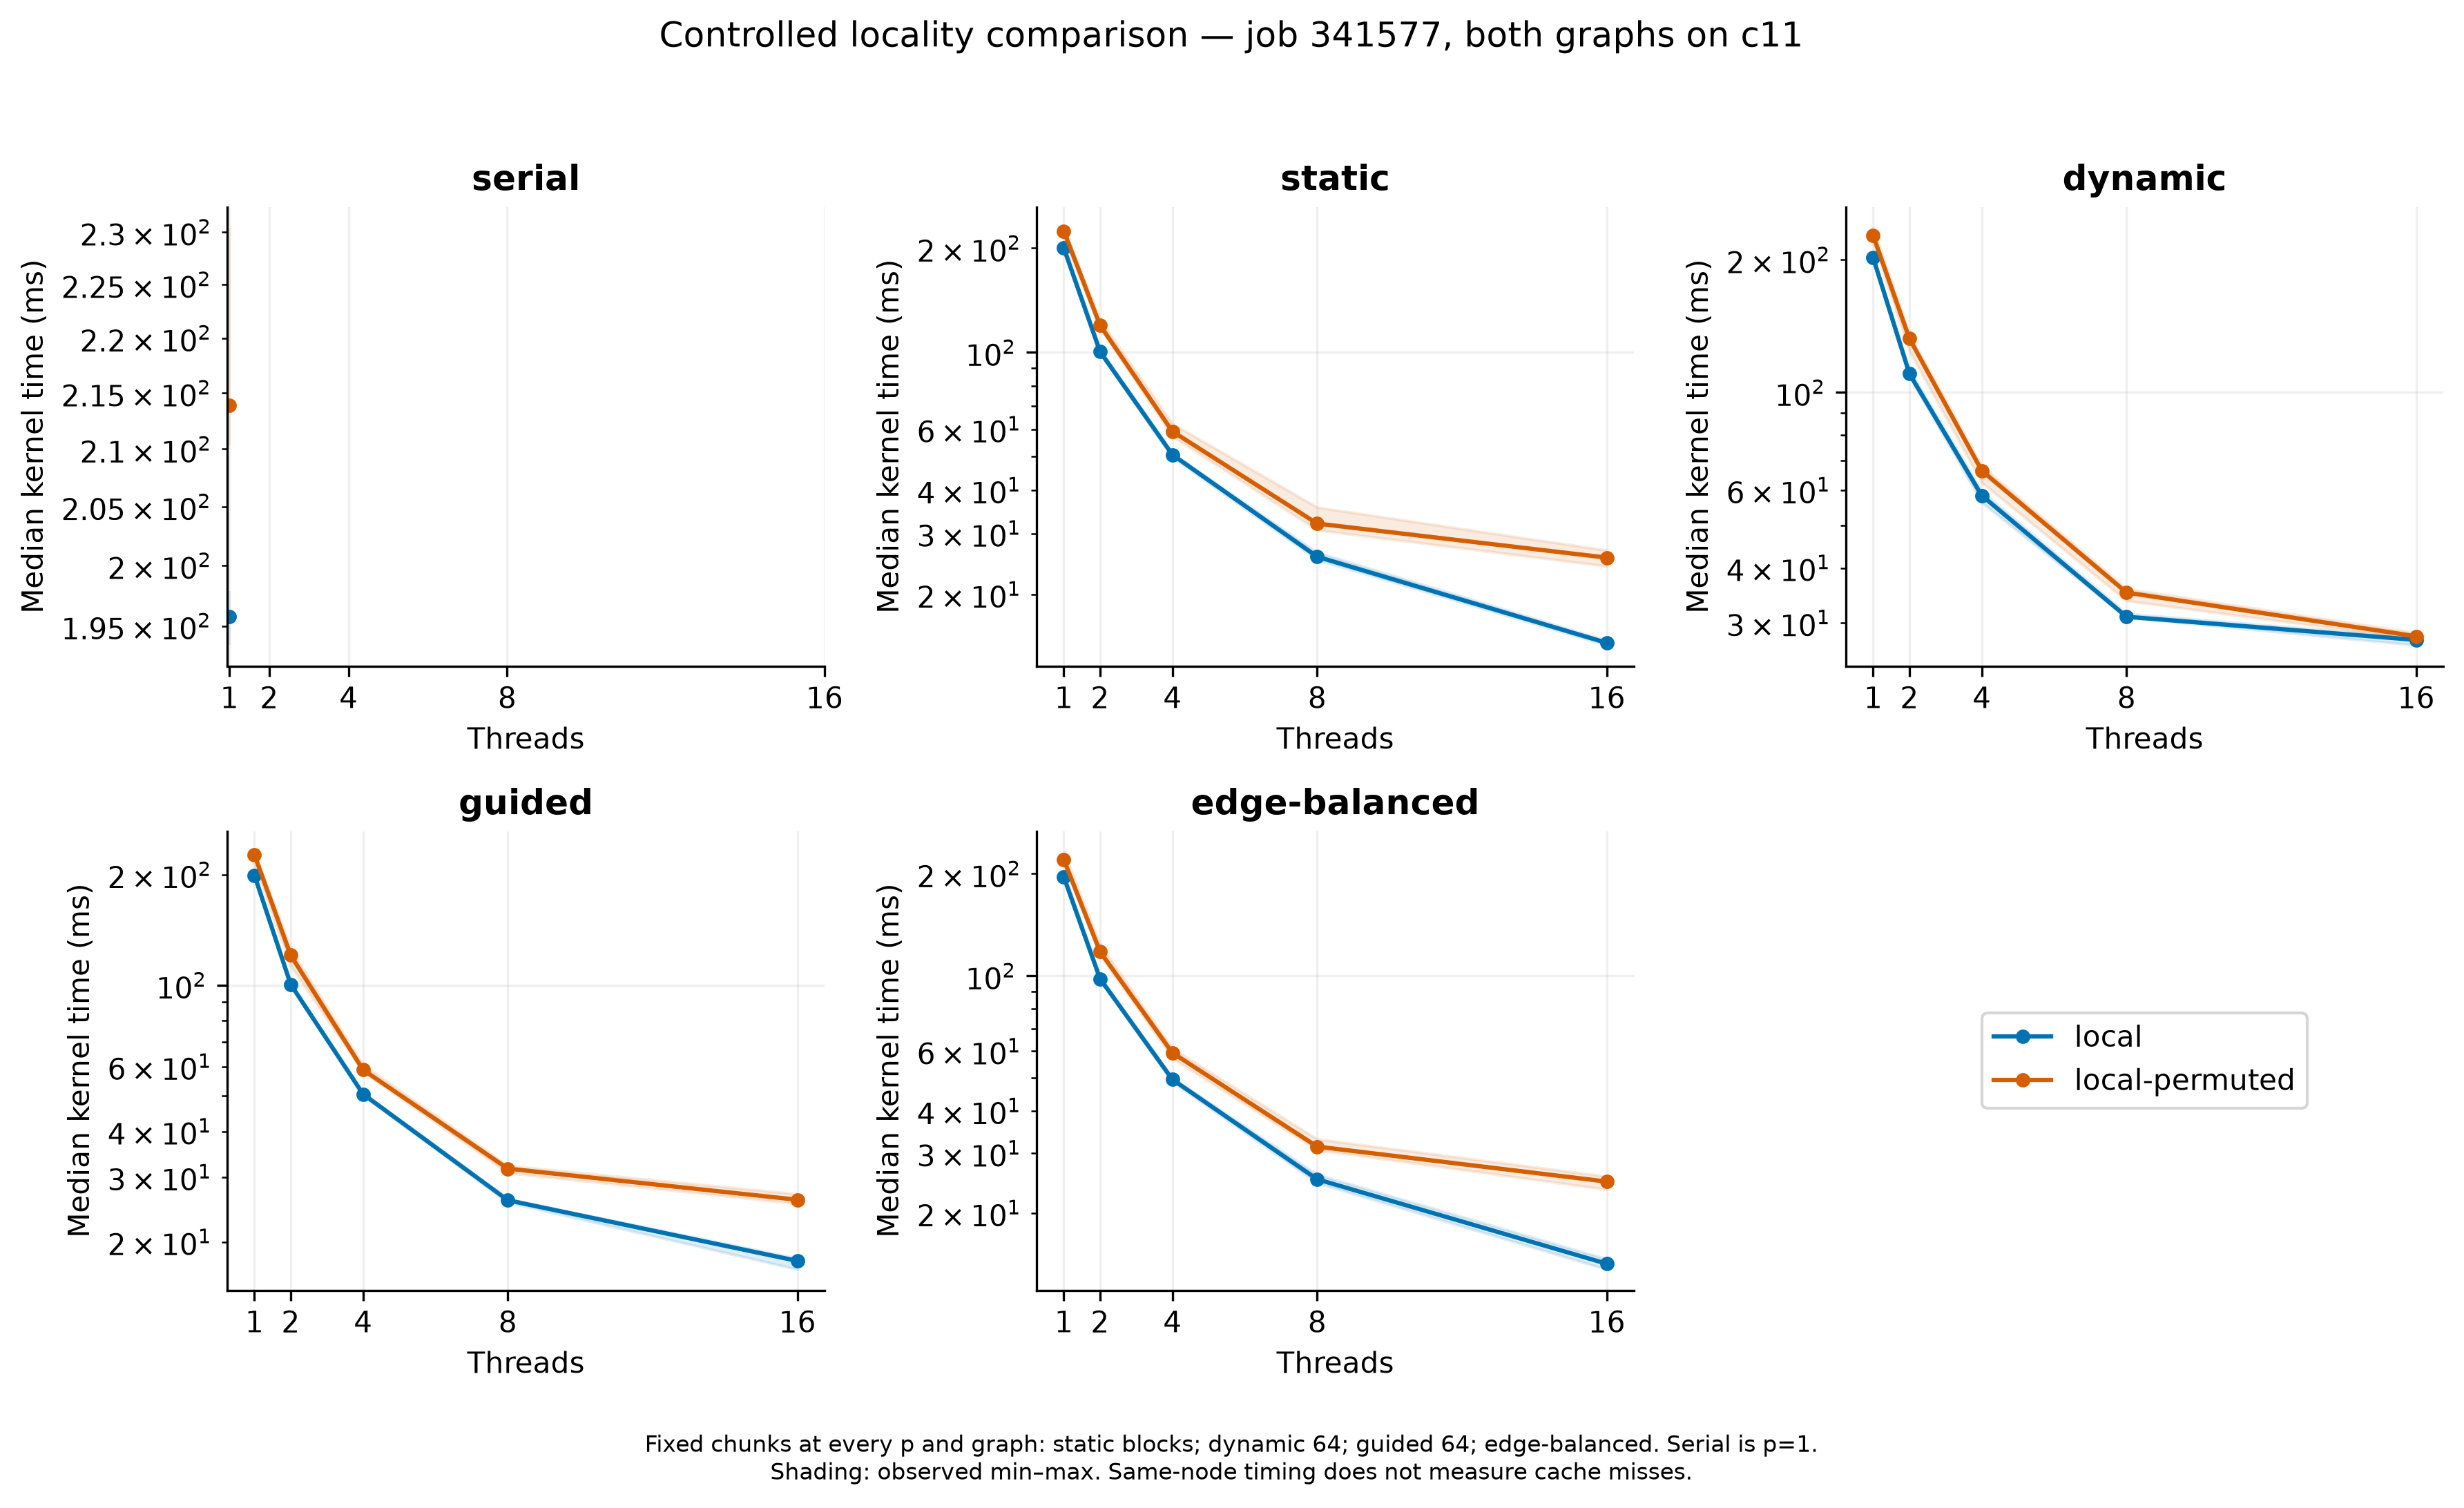 Controlled locality comparison — job 341577, both graphs on c11
serial
Median kernel time (ms)
2.3 × 10²
2.25 × 10²
2.2 × 10²
2.15 × 10²
2.1 × 10²
2.05 × 10²
2 × 10²
1.95 × 10²
1 2 4 8 16
Threads
static
Median kernel time (ms)
2 × 10²
10²
6 × 10¹
4 × 10¹
3 × 10¹
2 × 10¹
1 2 4 8 16
Threads
dynamic
Median kernel time (ms)
2 × 10²
10²
6 × 10¹
4 × 10¹
3 × 10¹
1 2 4 8 16
Threads
guided
Median kernel time (ms)
2 × 10²
10²
6 × 10¹
4 × 10¹
3 × 10¹
2 × 10¹
1 2 4 8 16
Threads
edge-balanced
Median kernel time (ms)
2 × 10²
10²
6 × 10¹
4 × 10¹
3 × 10¹
2 × 10¹
1 2 4 8 16
Threads
local
local-permuted
Fixed chunks at every p and graph: static blocks; dynamic 64; guided 64; edge-balanced. Serial is p=1.
Shading: observed min–max. Same-node timing does not measure cache misses.